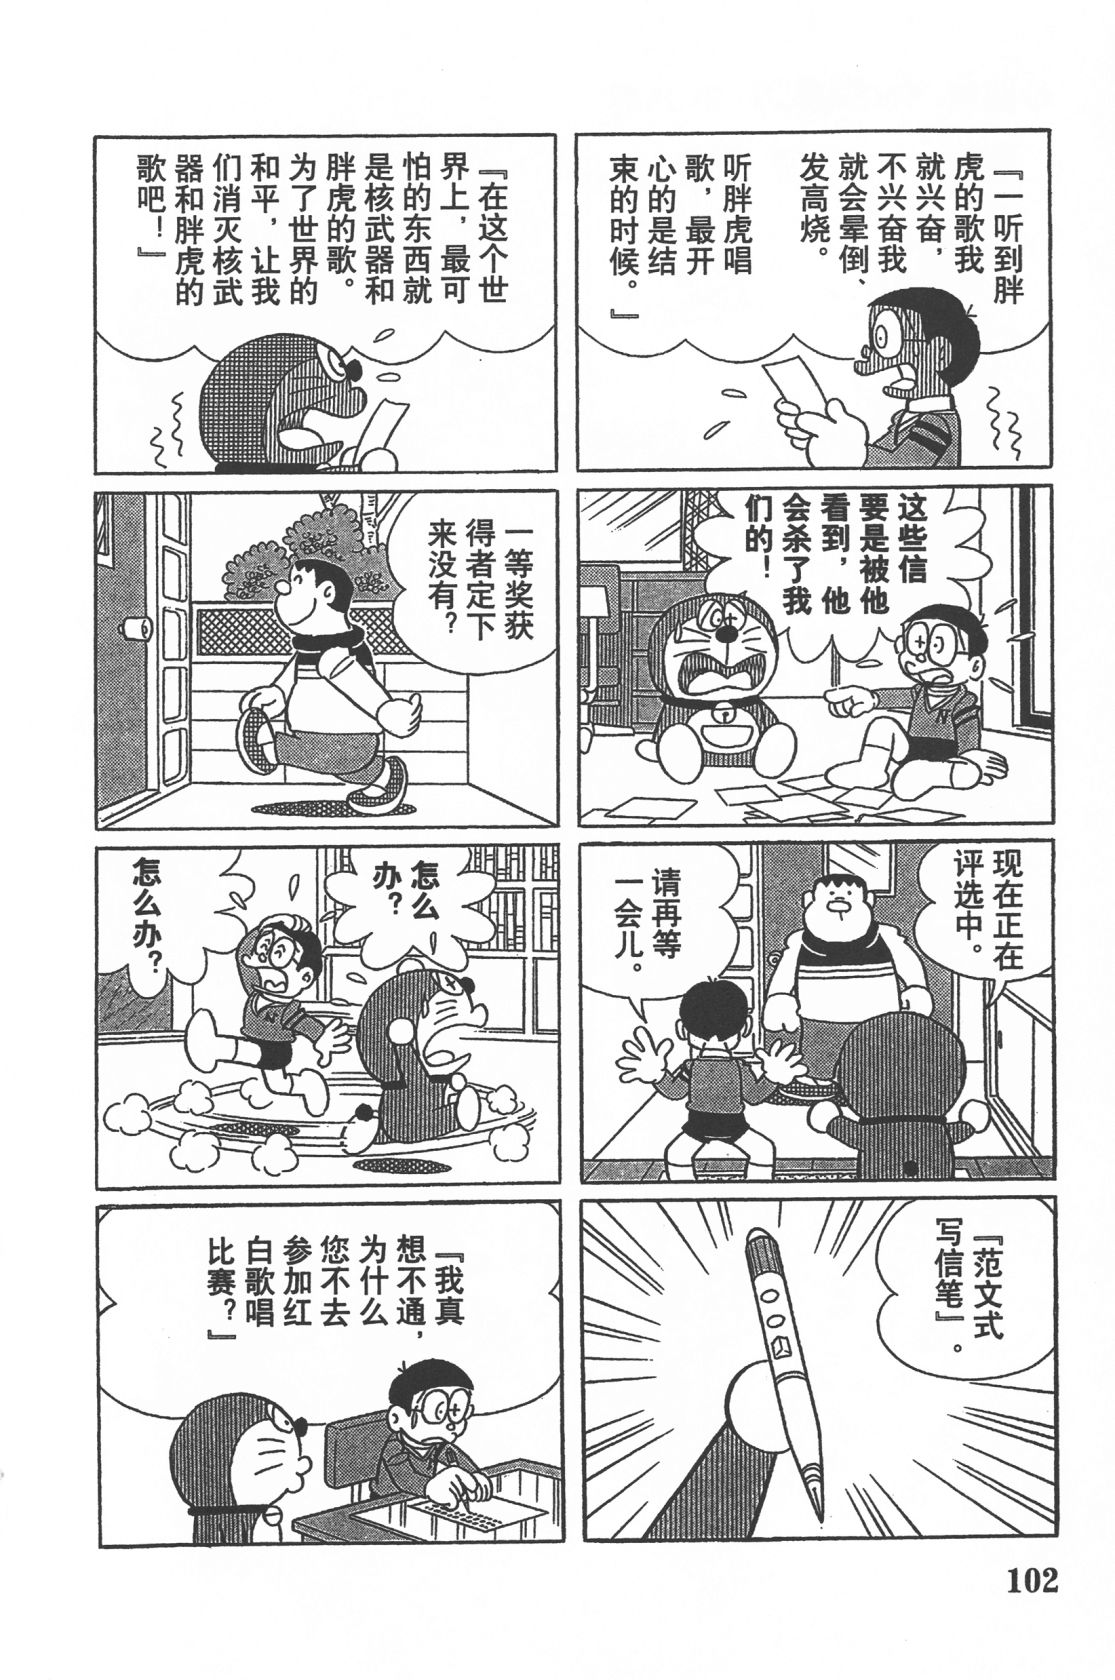 『一听到胖
虎的歌我
就兴奋，
不兴奋我
就会晕倒、
发高烧。
听胖虎唱
歌，最开
心的是结
束的时候。』
『在这个世
界上，最可
怕的东西就
是核武器和
胖虎的歌。
为了世界的
和平，让我
们消灭核武
器和胖虎的
歌吧！』
这些信
要是被他
看到，他
会杀了我
们的！
一等奖获
得者定下
来没有？
现在正在
评选中。
请再等
一会儿。
怎么
办？
怎么办？
『范文式
写信笔』。
『我真
想不通，
为什么
您不去
参加红
白歌唱
比赛？』
102